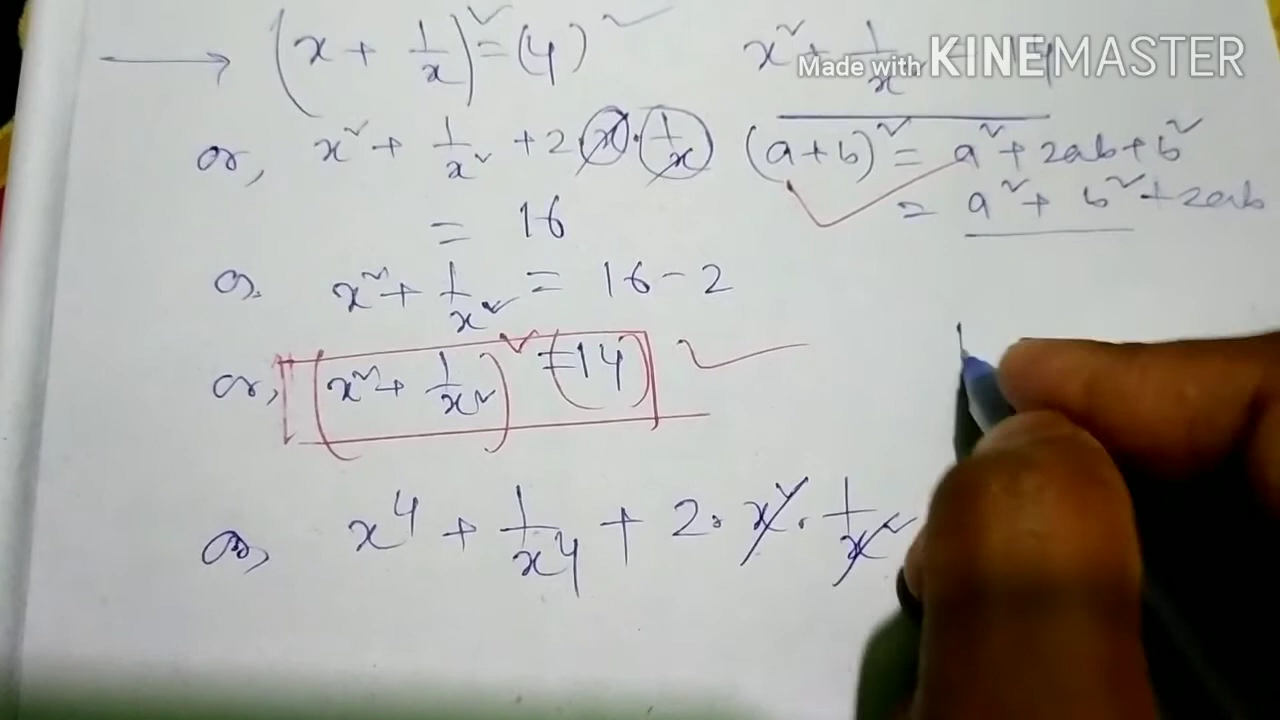 (x + 1/x)² = (4)²
x² + 1/x²
Made with KINEMASTER
or, x² + 1/x² + 2·x·1/x
(a+b)² = a² + 2ab + b²
= a² + b² + 2ab
= 16
or, x² + 1/x² = 16 - 2
or, (x² + 1/x²)² = (14)
or, x⁴ + 1/x⁴ + 2·x²·1/x²